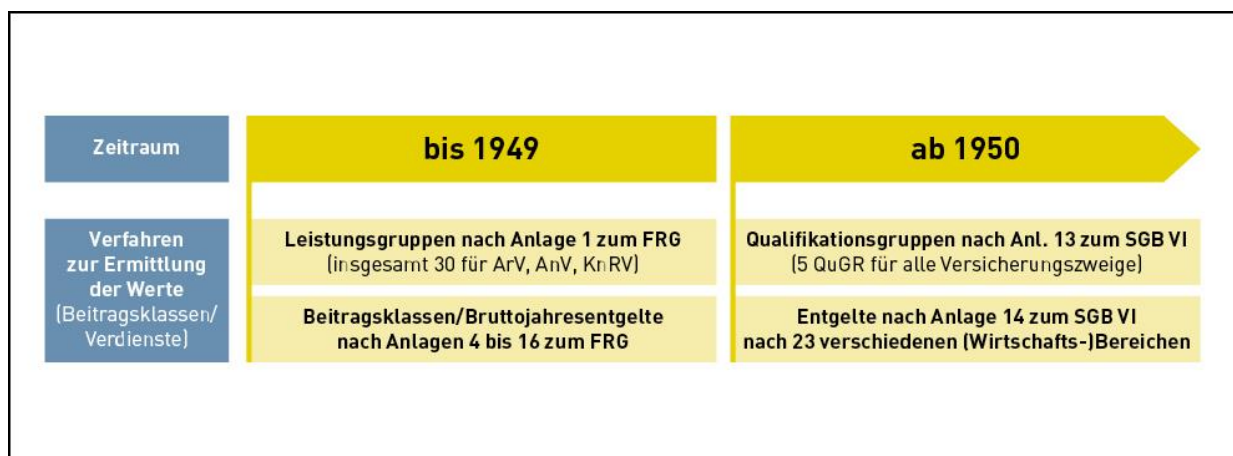 Zeitraum
bis 1949
ab 1950
Verfahren
zur Ermittlung
der Werte
(Beitragsklassen/
Verdienste)
Leistungsgruppen nach Anlage 1 zum FRG
(insgesamt 30 für ArV, AnV, KnRV)
Beitragsklassen/Bruttojahresentgelte
nach Anlagen 4 bis 16 zum FRG
Qualifikationsgruppen nach Anl. 13 zum SGB VI
(5 QuGR für alle Versicherungszweige)
Entgelte nach Anlage 14 zum SGB VI
nach 23 verschiedenen (Wirtschafts-)Bereichen